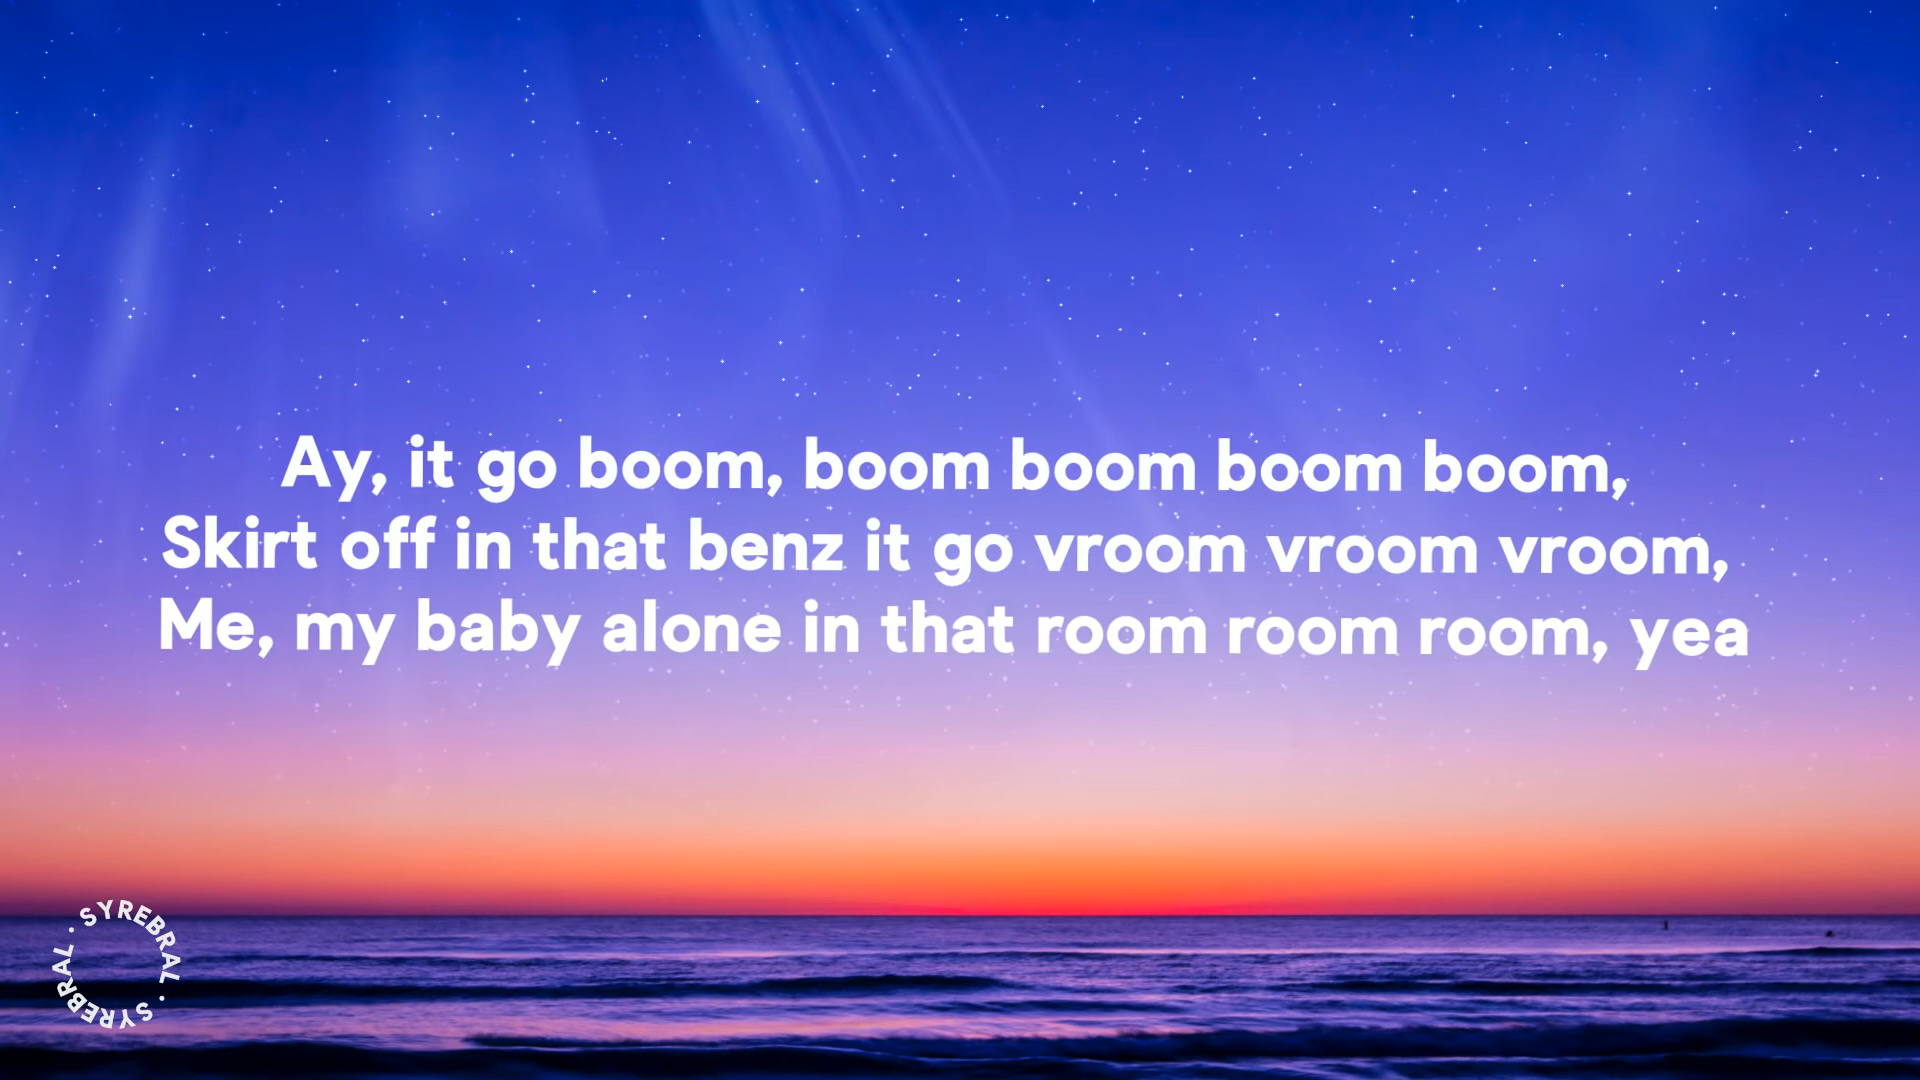 Ay, it go boom, boom boom boom boom,
Skirt off in that benz it go vroom vroom vroom,
Me, my baby alone in that room room room, yea
SYREBRAL · SYREBRAL ·